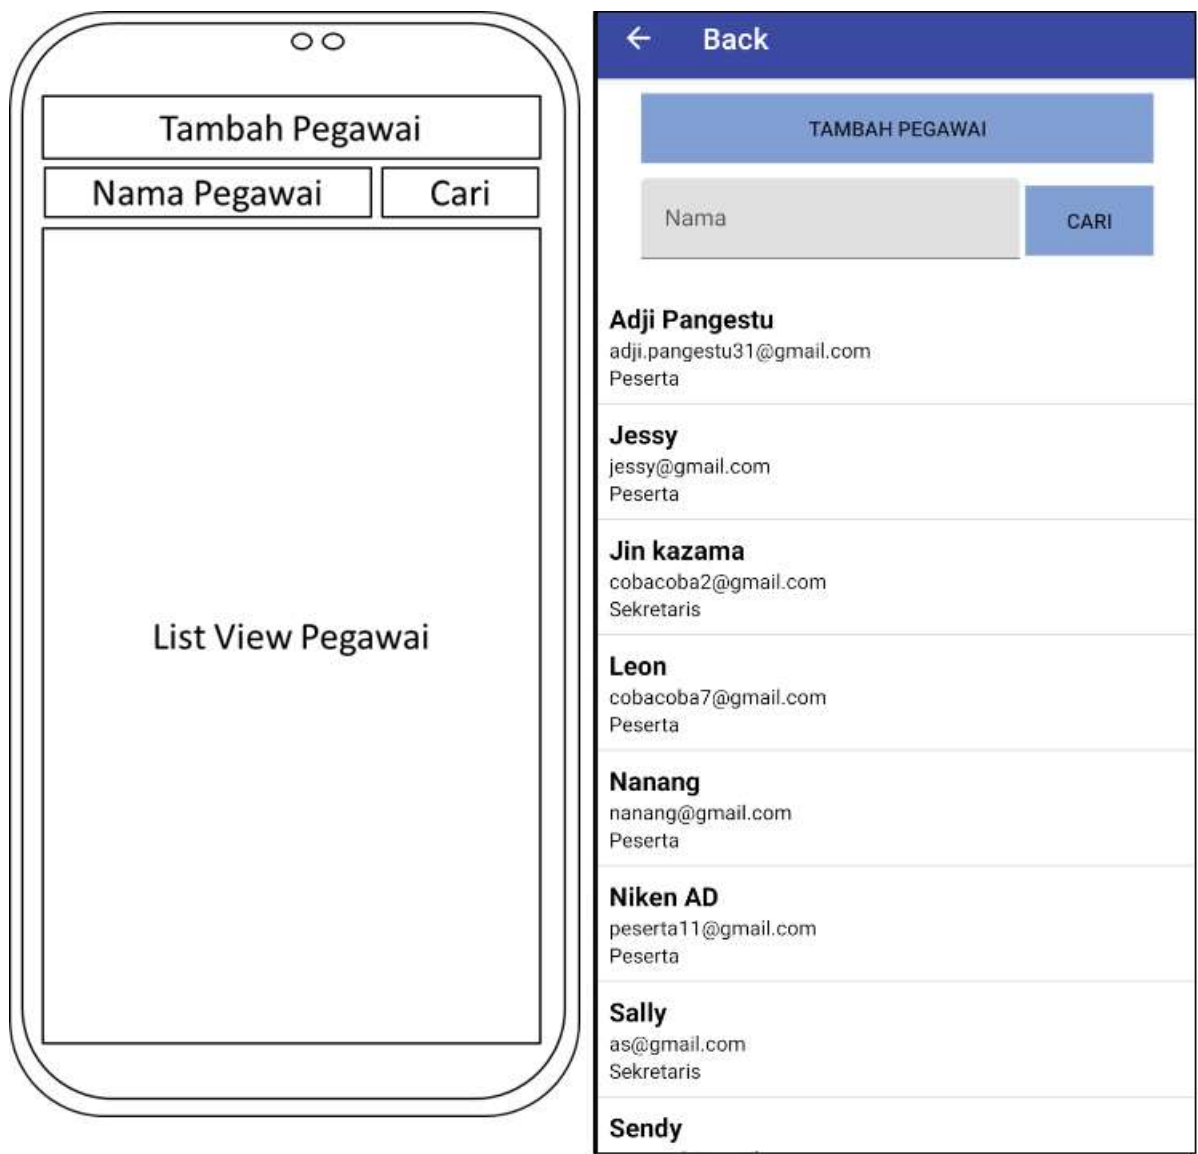 Tambah Pegawai
Nama Pegawai
Cari
List View Pegawai
Back
TAMBAH PEGAWAI
Nama
CARI
Adji Pangestu
adji.pangestu31@gmail.com
Peserta
Jessy
jessy@gmail.com
Peserta
Jin kazama
cobacoba2@gmail.com
Sekretaris
Leon
cobacoba7@gmail.com
Peserta
Nanang
nanang@gmail.com
Peserta
Niken AD
peserta11@gmail.com
Peserta
Sally
as@gmail.com
Sekretaris
Sendy